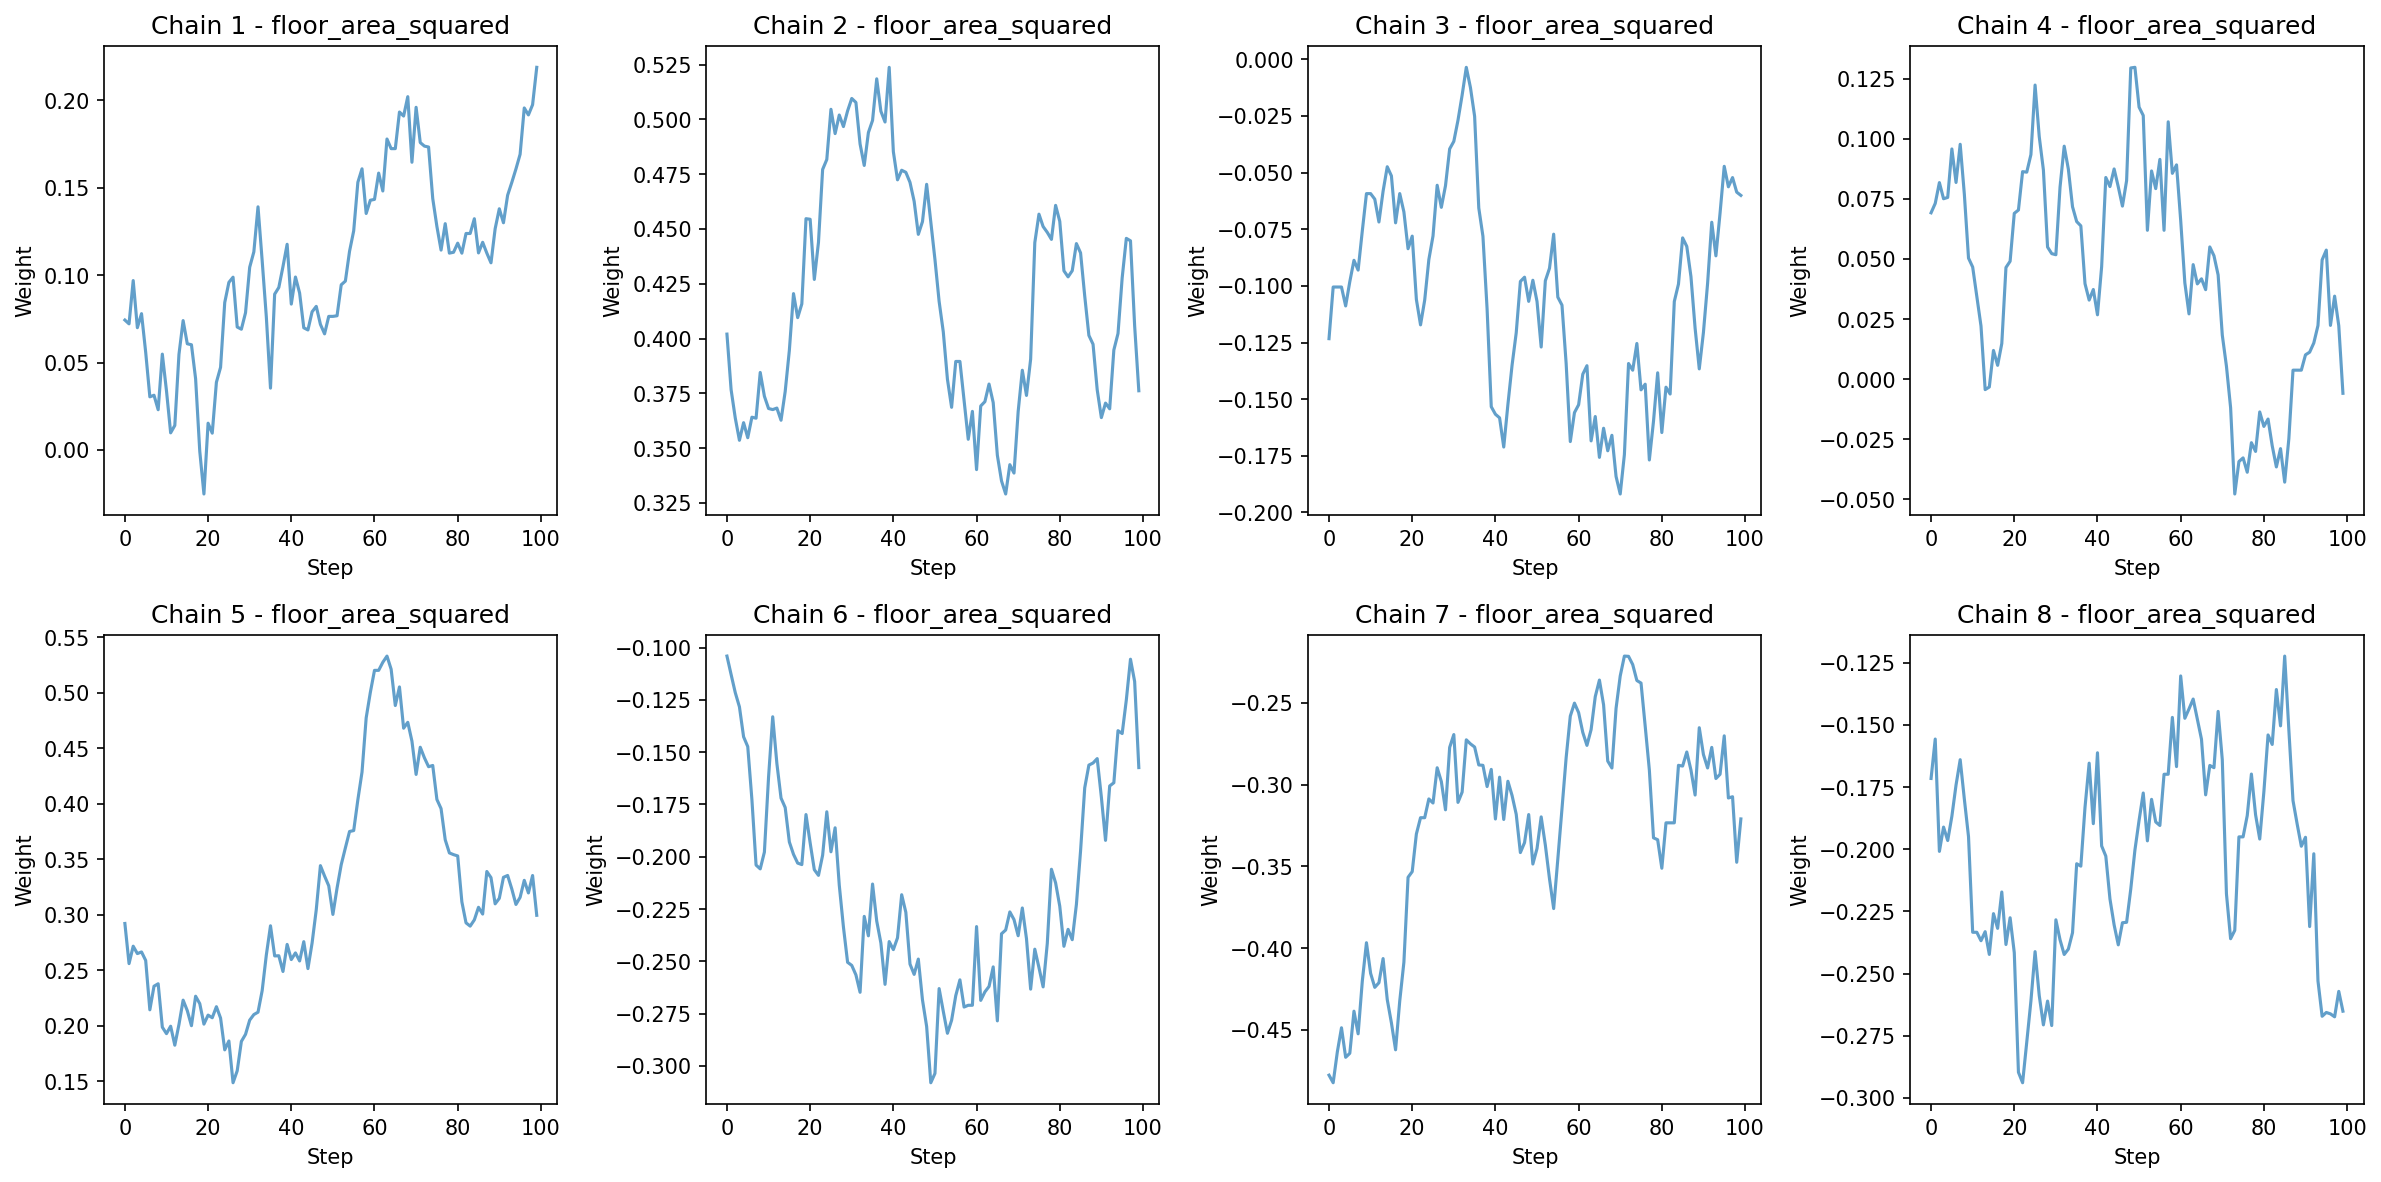 Chain 1 - floor_area_squared
Chain 2 - floor_area_squared
Chain 3 - floor_area_squared
Chain 4 - floor_area_squared
Weight
0.20
0.15
0.10
0.05
0.00
0 20 40 60 80 100
Step
Weight
0.525
0.500
0.475
0.450
0.425
0.400
0.375
0.350
0.325
0 20 40 60 80 100
Step
Weight
0.000
−0.025
−0.050
−0.075
−0.100
−0.125
−0.150
−0.175
−0.200
0 20 40 60 80 100
Step
Weight
0.125
0.100
0.075
0.050
0.025
0.000
−0.025
−0.050
0 20 40 60 80 100
Step
Chain 5 - floor_area_squared
Chain 6 - floor_area_squared
Chain 7 - floor_area_squared
Chain 8 - floor_area_squared
Weight
0.55
0.50
0.45
0.40
0.35
0.30
0.25
0.20
0.15
0 20 40 60 80 100
Step
Weight
−0.100
−0.125
−0.150
−0.175
−0.200
−0.225
−0.250
−0.275
−0.300
0 20 40 60 80 100
Step
Weight
−0.25
−0.30
−0.35
−0.40
−0.45
0 20 40 60 80 100
Step
Weight
−0.125
−0.150
−0.175
−0.200
−0.225
−0.250
−0.275
−0.300
0 20 40 60 80 100
Step